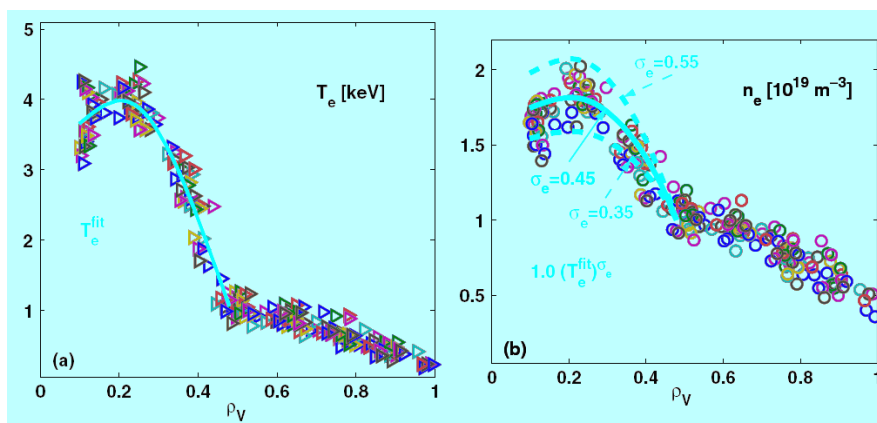 5
4
3
2
1
0
0.2
0.4
0.6
0.8
1
T_e [keV]
T_e^fit
(a)
ρ_V
2
1.5
1
0.5
0
0.2
0.4
0.6
0.8
1
σ_e=0.55
n_e [10^19 m^−3]
σ_e=0.45
σ_e=0.35
1.0 (T_e^fit)^σ_e
(b)
ρ_V